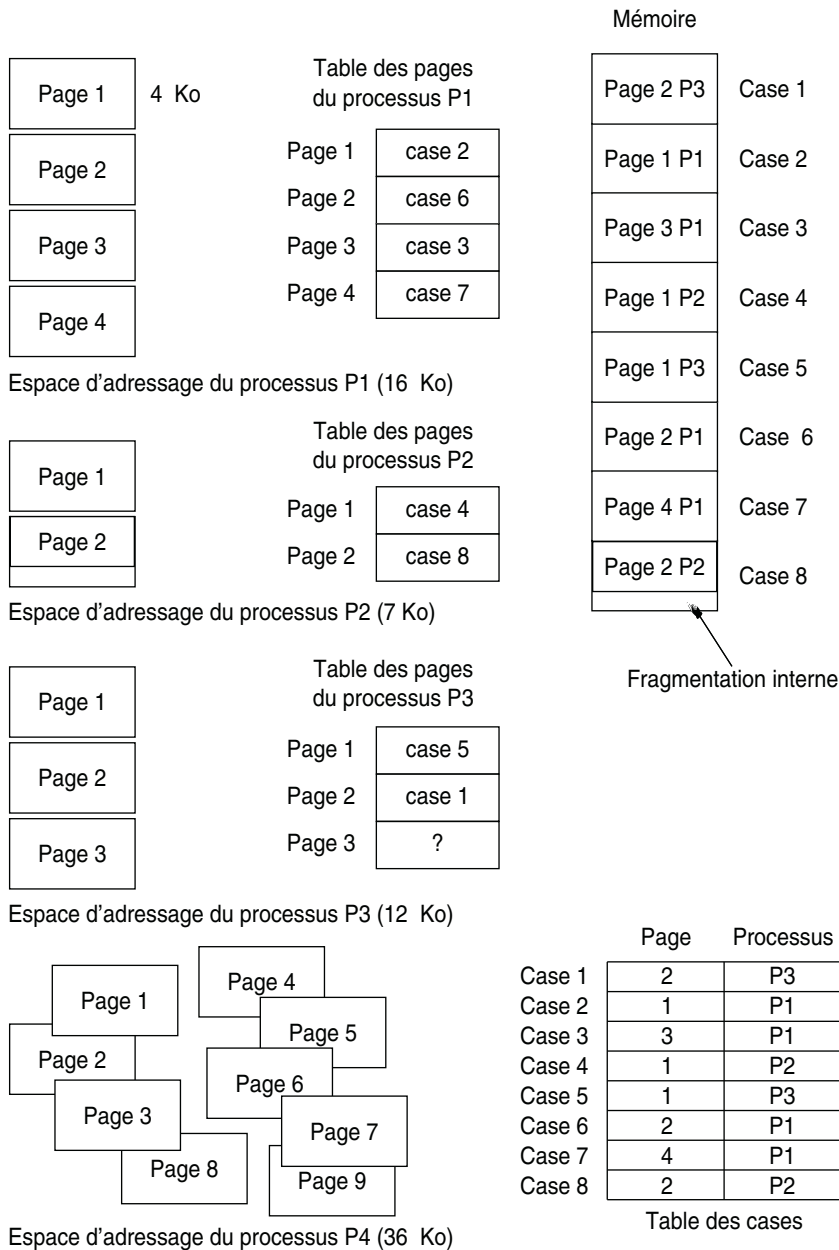 Page 1
4 Ko
Page 2
Page 3
Page 4
Table des pages
du processus P1
Page 1 case 2
Page 2 case 6
Page 3 case 3
Page 4 case 7
Espace d'adressage du processus P1 (16 Ko)
Mémoire
Page 2 P3 Case 1
Page 1 P1 Case 2
Page 3 P1 Case 3
Page 1 P2 Case 4
Page 1 P3 Case 5
Page 2 P1 Case 6
Page 4 P1 Case 7
Page 2 P2 Case 8
Fragmentation interne
Page 1
Page 2
Table des pages
du processus P2
Page 1 case 4
Page 2 case 8
Espace d'adressage du processus P2 (7 Ko)
Page 1
Page 2
Page 3
Table des pages
du processus P3
Page 1 case 5
Page 2 case 1
Page 3 ?
Espace d'adressage du processus P3 (12 Ko)
Page 1
Page 2
Page 3
Page 8
Page 4
Page 5
Page 6
Page 7
Page 9
Espace d'adressage du processus P4 (36 Ko)
Page Processus
Case 1 2 P3
Case 2 1 P1
Case 3 3 P1
Case 4 1 P2
Case 5 1 P3
Case 6 2 P1
Case 7 4 P1
Case 8 2 P2
Table des cases